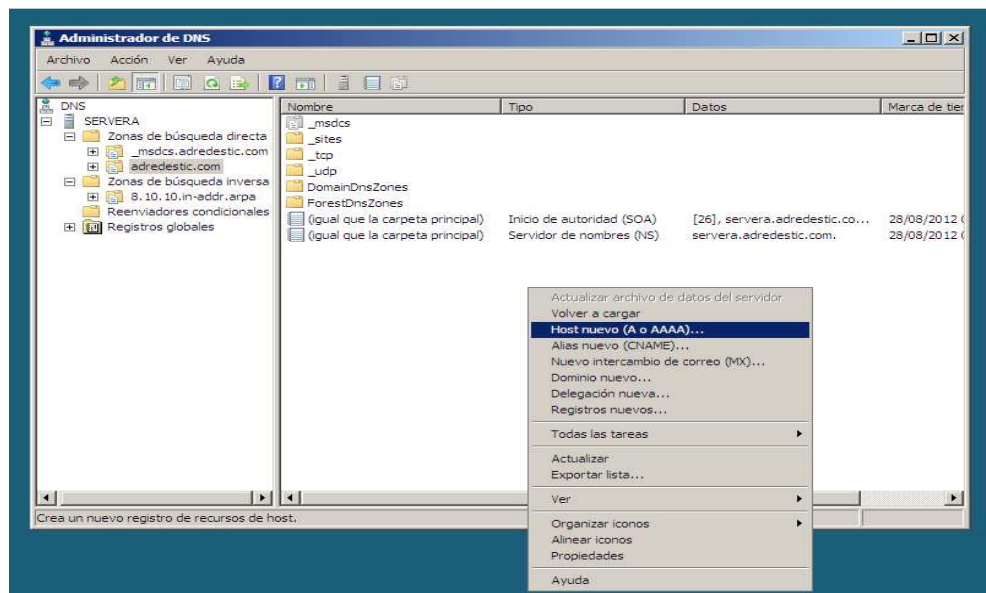 Administrador de DNS
Archivo Acción Ver Ayuda
DNS
SERVERA
Zonas de búsqueda directa
_msdcs.adredestic.com
adredestic.com
Zonas de búsqueda inversa
8.10.10.in-addr.arpa
Reenviadores condicionales
Registros globales
Nombre Tipo Datos Marca de tier
_msdcs
_sites
_tcp
_udp
DomainDnsZones
ForestDnsZones
(igual que la carpeta principal) Inicio de autoridad (SOA) [26], servera.adredestic.co... 28/08/2012
(igual que la carpeta principal) Servidor de nombres (NS) servera.adredestic.com. 28/08/2012
Actualizar archivo de datos del servidor
Volver a cargar
Host nuevo (A o AAAA)...
Alias nuevo (CNAME)...
Nuevo intercambio de correo (MX)...
Dominio nuevo...
Delegación nueva...
Registros nuevos...
Todas las tareas
Actualizar
Exportar lista...
Ver
Organizar iconos
Alinear iconos
Propiedades
Ayuda
Crea un nuevo registro de recursos de host.